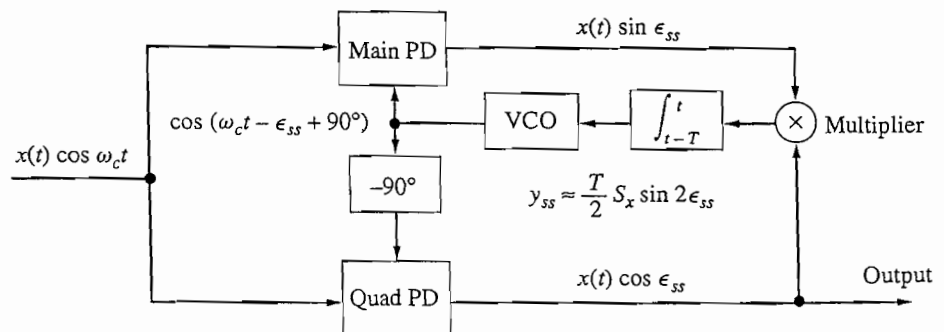 x(t) sin ϵ_ss
Main PD
cos (ω_c t − ϵ_ss + 90°)
VCO
∫_{t−T}^{t}
×
Multiplier
x(t) cos ω_c t
−90°
y_ss ≈ T/2 S_x sin 2ϵ_ss
Quad PD
x(t) cos ϵ_ss
Output